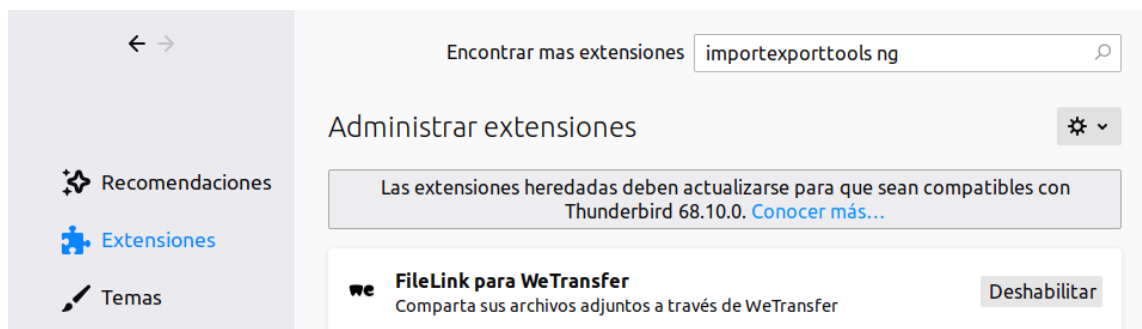 Encontrar mas extensiones importexporttools ng
Administrar extensiones
Recomendaciones
Extensiones
Temas
Las extensiones heredadas deben actualizarse para que sean compatibles con
Thunderbird 68.10.0. Conocer más...
we FileLink para WeTransfer
Comparta sus archivos adjuntos a través de WeTransfer
Deshabilitar